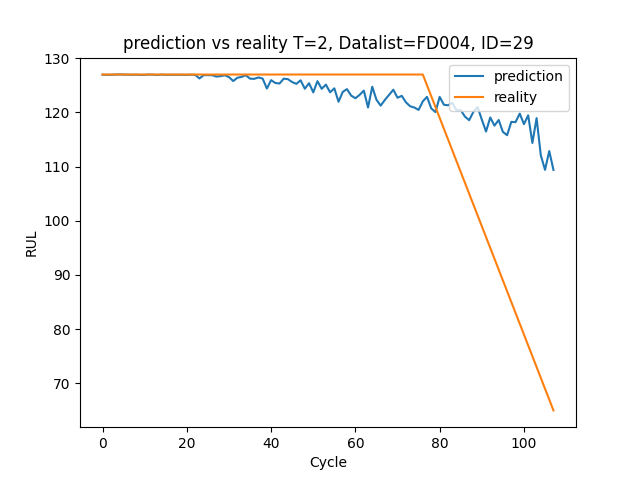 prediction vs reality T=2, Datalist=FD004, ID=29
130
120
110
100
90
80
70
RUL
prediction
reality
0 20 40 60 80 100
Cycle